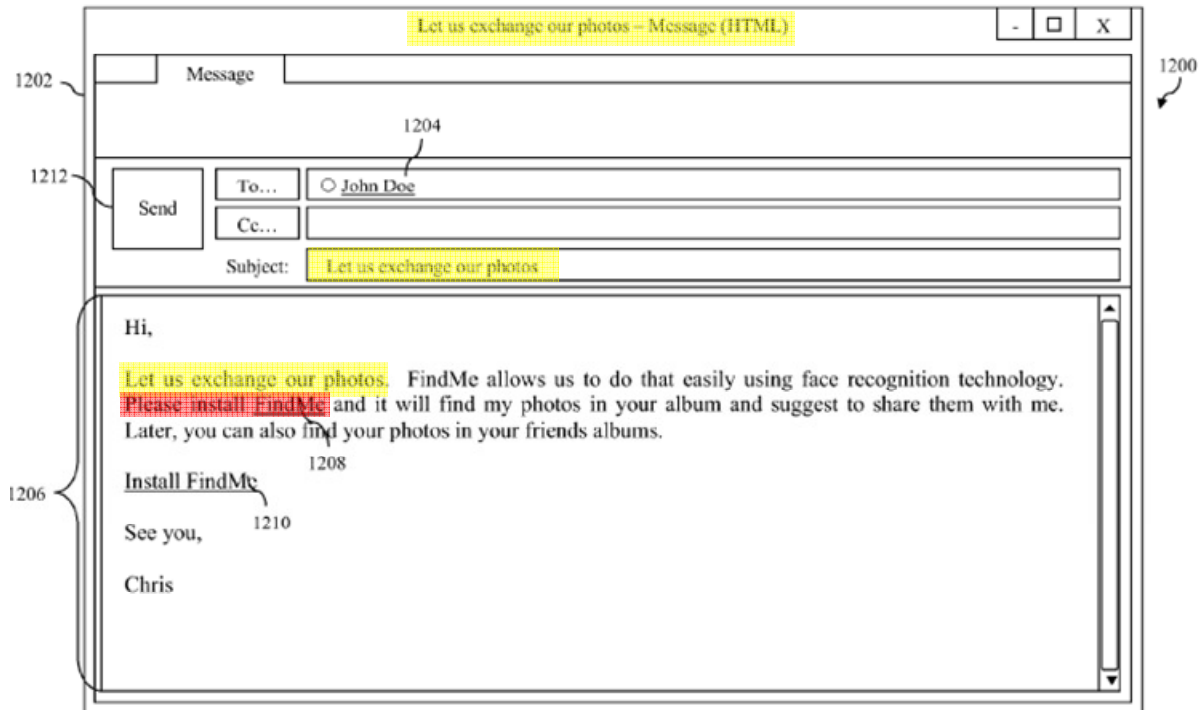 Let us exchange our photos – Message (HTML)
- X
Message
1200
1202
1204
1212
Send
To...
John Doe
Cc...
Subject:
Let us exchange our photos
Hi,
Let us exchange our photos. FindMe allows us to do that easily using face recognition technology.
Please install FindMe and it will find my photos in your album and suggest to share them with me.
Later, you can also find your photos in your friends albums.
1208
Install FindMe
1206
1210
See you,
Chris